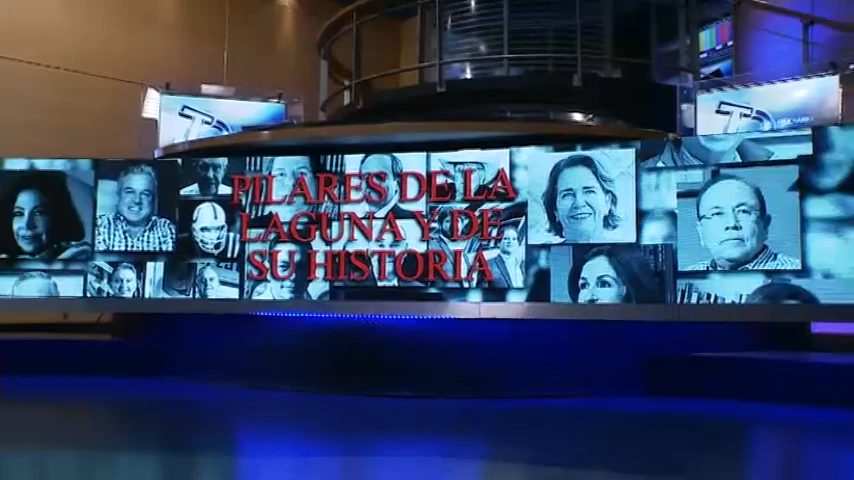 PILARES DE LA
LAGUNA Y DE
SU HISTORIA